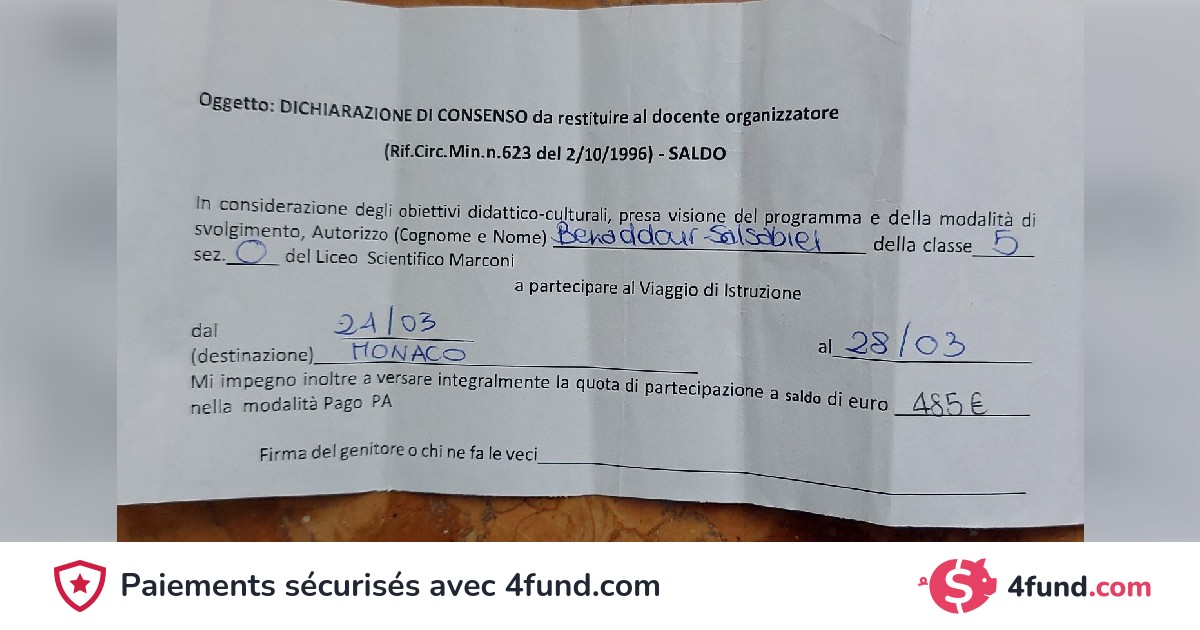 Oggetto: DICHIARAZIONE DI CONSENSO da restituire al docente organizzatore
(Rif.Circ.Min.n.623 del 2/10/1996) - SALDO
In considerazione degli obiettivi didattico-culturali, presa visione del programma e della modalità di
svolgimento, Autorizzo (Cognome e Nome) Benaddour Salsabiel della classe 5
sez. O del Liceo Scientifico Marconi
a partecipare al Viaggio di Istruzione
dal 24/03 al 28/03
(destinazione) MONACO
Mi impegno inoltre a versare integralmente la quota di partecipazione a saldo di euro 485€
nella modalità Pago PA
Firma del genitore o chi ne fa le veci
Paiements sécurisés avec 4fund.com
4fund.com